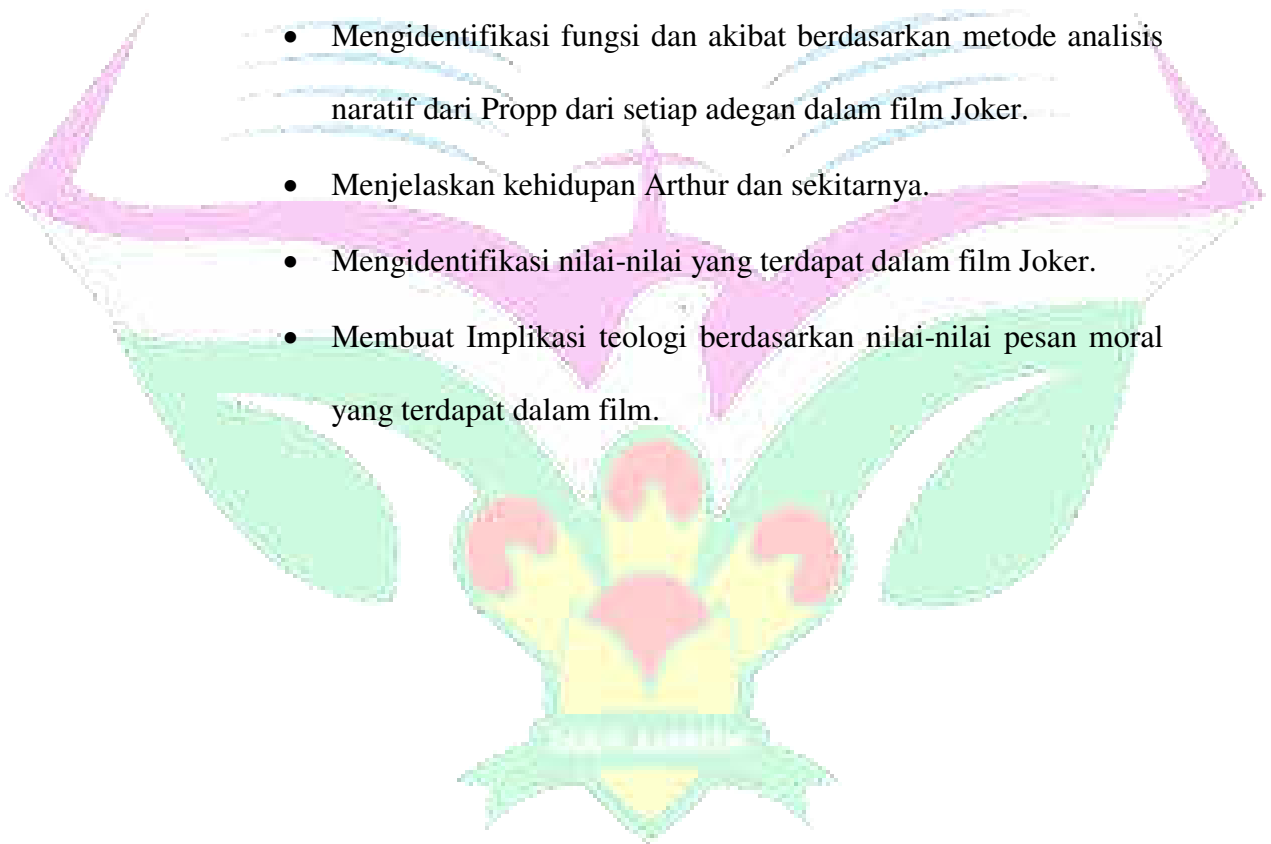 • Mengidentifikasi fungsi dan akibat berdasarkan metode analisis
naratif dari Propp dari setiap adegan dalam film Joker.
• Menjelaskan kehidupan Arthur dan sekitarnya.
• Mengidentifikasi nilai-nilai yang terdapat dalam film Joker.
• Membuat Implikasi teologi berdasarkan nilai-nilai pesan moral
yang terdapat dalam film.